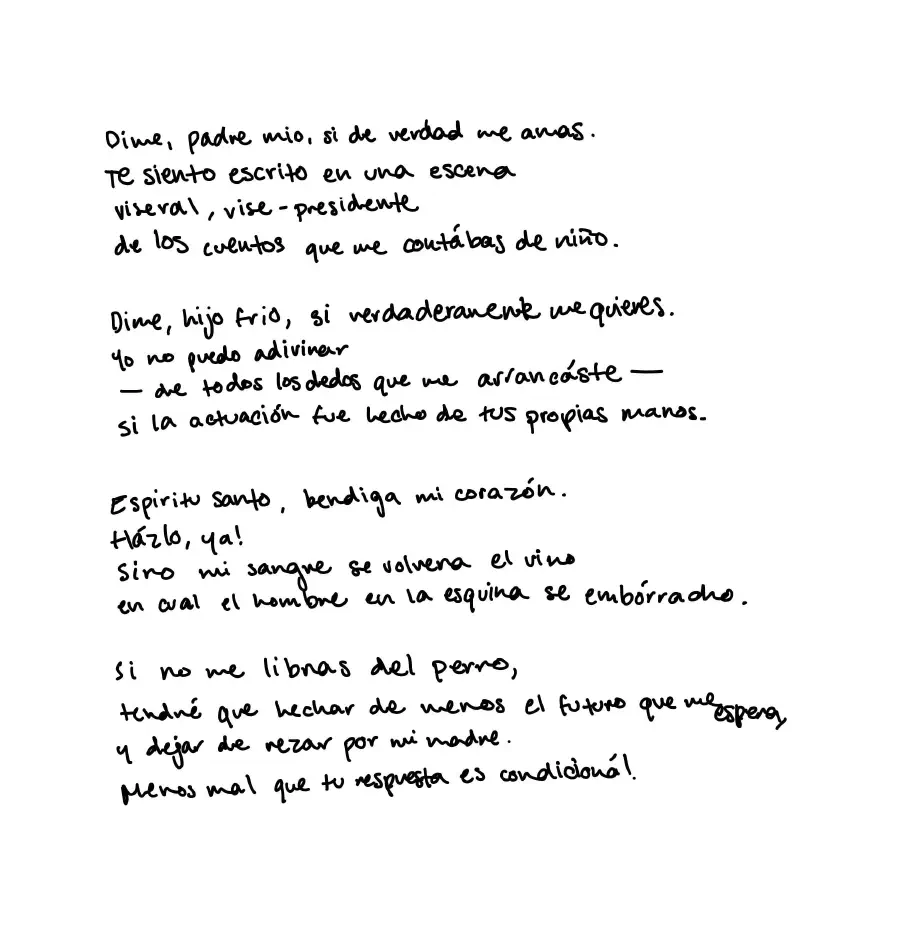 Dime, padre mio, si de verdad me amas.
Te siento escrito en una escena
viseral, vise-presidente
de los cuentos que me contábas de niño.
Dime, hijo frio, si verdaderamente me quieres.
Yo no puedo adivinar
— de todos los dedos que me arrancáste —
si la actuación fue hecho de tus propias manos.
Espiritu santo, bendiga mi corazón.
Házlo, ya!
Sino mi sangre se volvera el vino
en cual el hombre en la esquina se embórracho.
Si no me libras del perro,
tendré que hechar de menos el futuro que me espera,
y dejar de rezar por mi madre.
Menos mal que tu respuesta es condicionál.